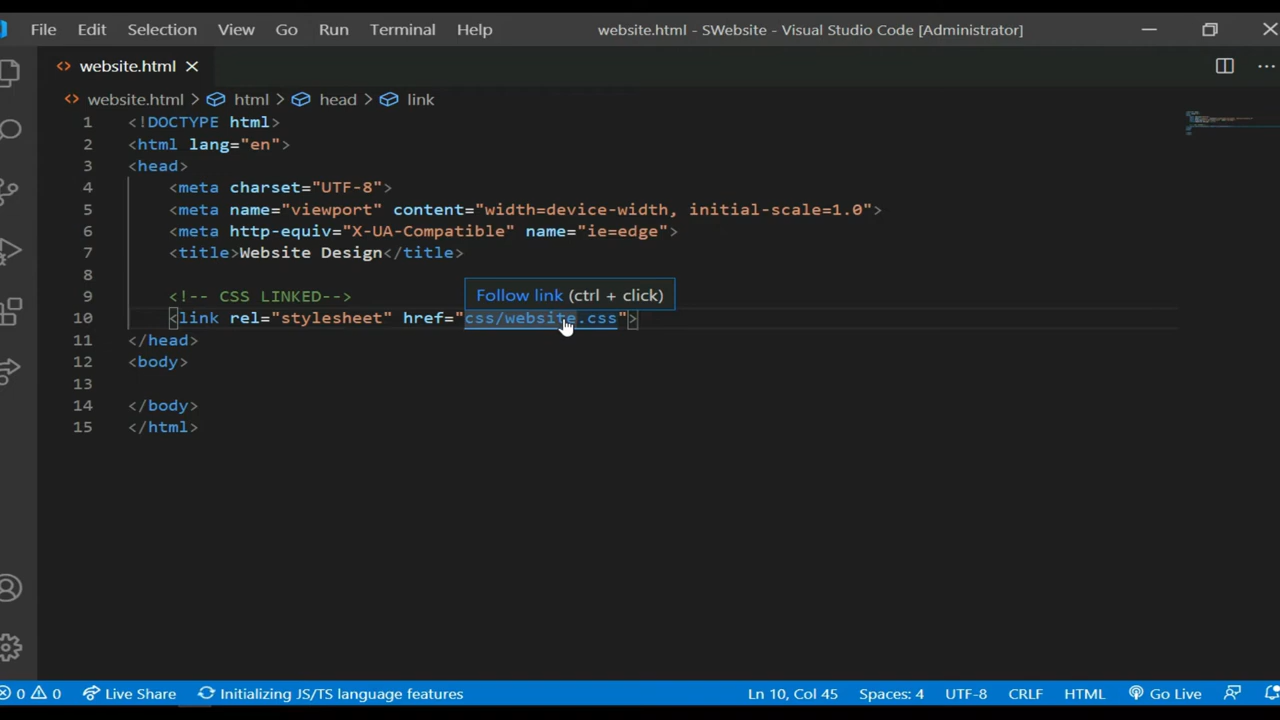 File Edit Selection View Go Run Terminal Help website.html - SWebsite - Visual Studio Code [Administrator]
website.html
website.html > html > head > link
1 <!DOCTYPE html>
2 <html lang="en">
3 <head>
4 <meta charset="UTF-8">
5 <meta name="viewport" content="width=device-width, initial-scale=1.0">
6 <meta http-equiv="X-UA-Compatible" name="ie=edge">
7 <title>Website Design</title>
8
Follow link (ctrl + click)
9 <!-- CSS LINKED-->
10 <link rel="stylesheet" href="css/website.css">
11 </head>
12 <body>
13
14 </body>
15 </html>
0 0 Live Share Initializing JS/TS language features Ln 10, Col 45 Spaces: 4 UTF-8 CRLF HTML Go Live